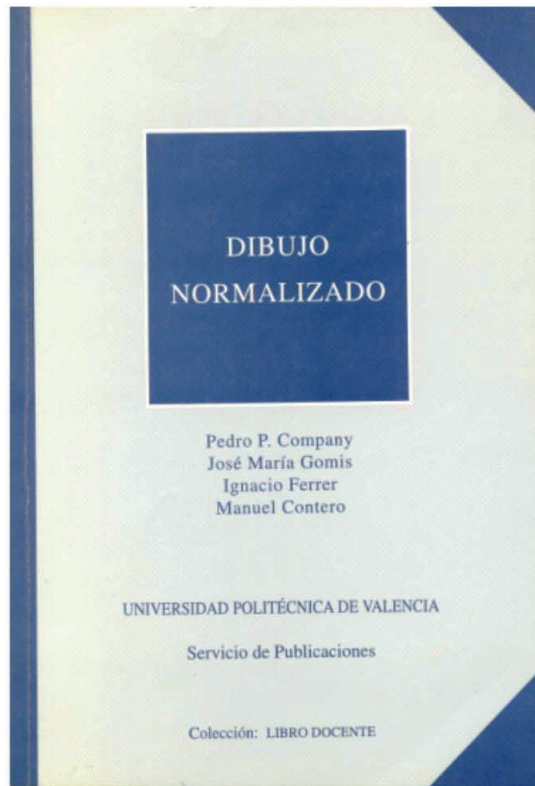 DIBUJO
NORMALIZADO
Pedro P. Company
José María Gomis
Ignacio Ferrer
Manuel Contero
UNIVERSIDAD POLITÉCNICA DE VALENCIA
Servicio de Publicaciones
Colección: LIBRO DOCENTE